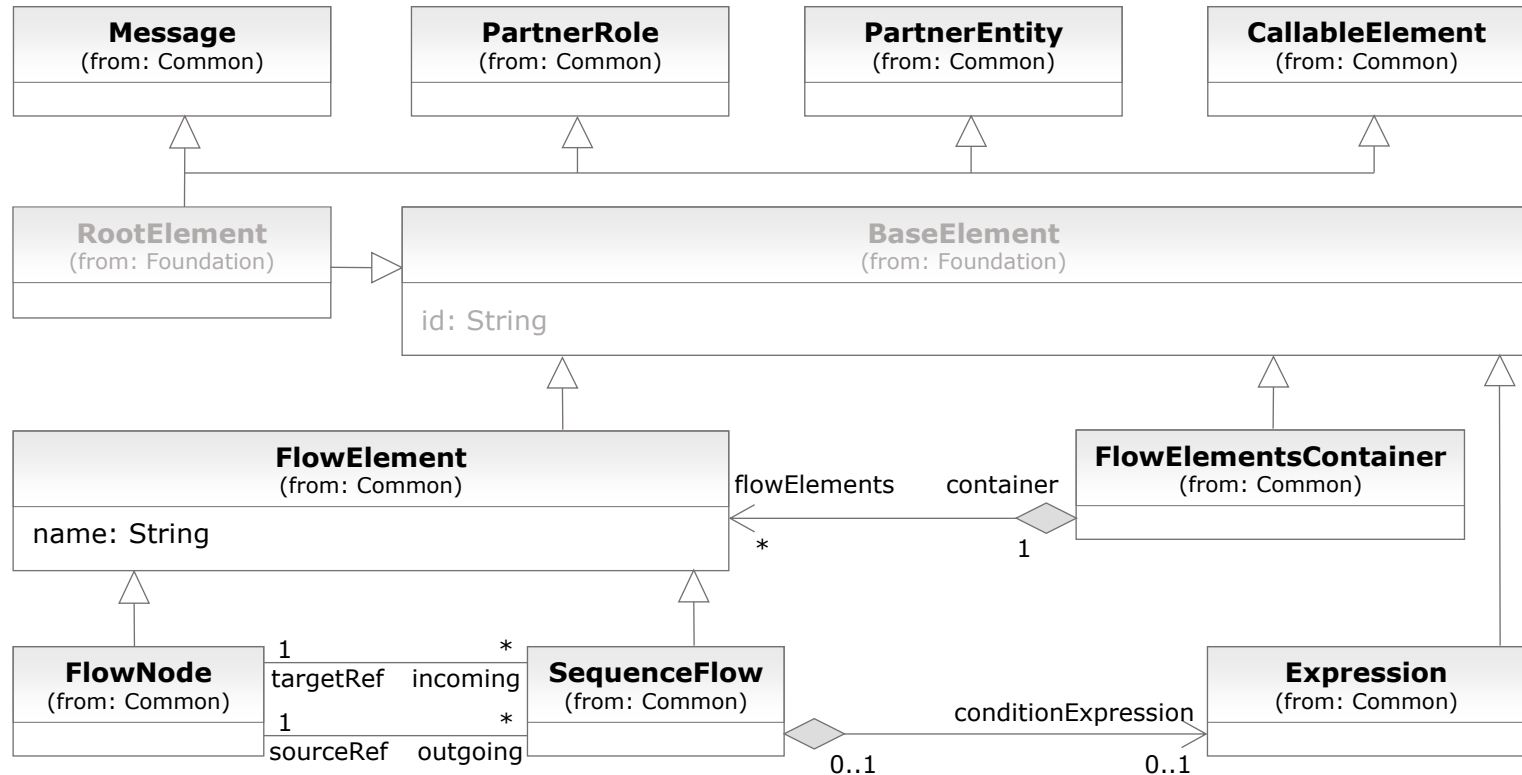 Message
(from: Common)
PartnerRole
(from: Common)
PartnerEntity
(from: Common)
CallableElement
(from: Common)
RootElement
(from: Foundation)
BaseElement
(from: Foundation)
id: String
FlowElement
(from: Common)
name: String
flowElements
container
*
1
FlowElementsContainer
(from: Common)
FlowNode
(from: Common)
1
*
targetRef
incoming
1
*
sourceRef
outgoing
SequenceFlow
(from: Common)
conditionExpression
0..1
0..1
Expression
(from: Common)